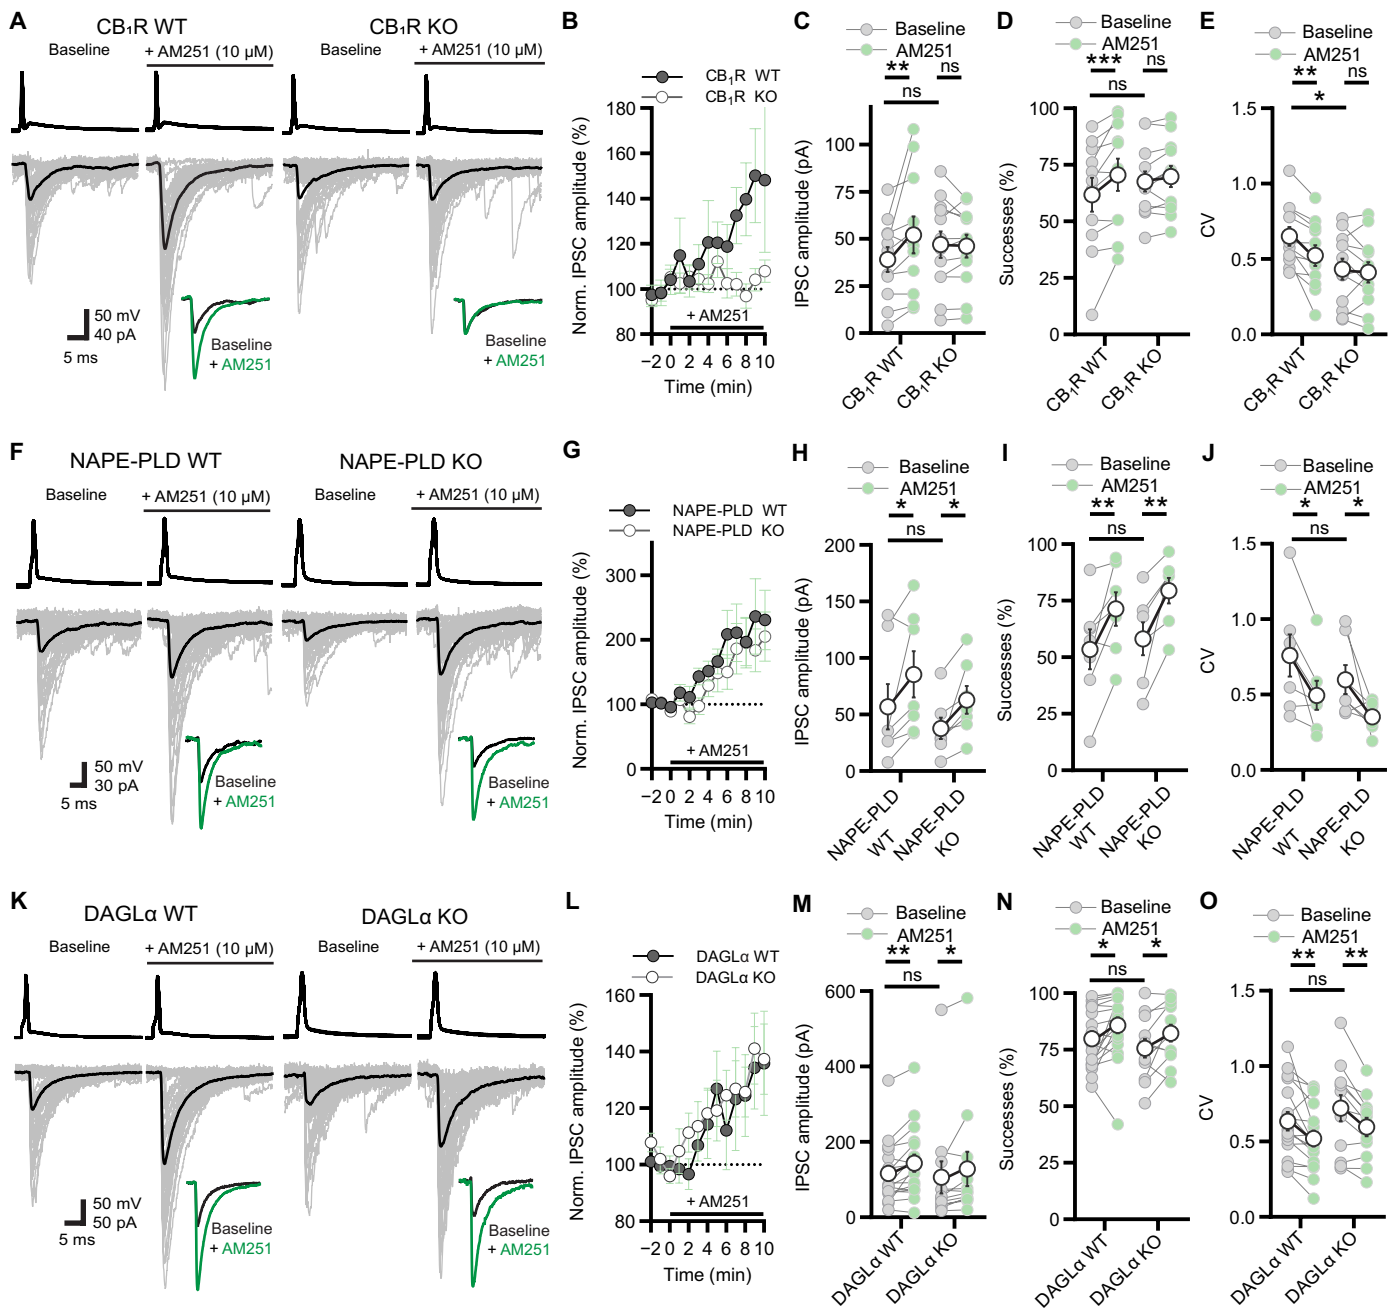 A
CB₁R WT
CB₁R KO
Baseline
+ AM251 (10 µM)
Baseline
+ AM251 (10 µM)
50 mV
40 pA
5 ms
Baseline
+ AM251
Baseline
+ AM251
B
CB₁R WT
CB₁R KO
Norm. IPSC amplitude (%)
180
160
140
120
100
80
+ AM251
−2 0 2 4 6 8 10
Time (min)
C
Baseline
AM251
** ns
ns
IPSC amplitude (pA)
100
75
50
25
0
CB₁R WT
CB₁R KO
D
Baseline
AM251
*** ns
ns
Successes (%)
100
75
50
25
0
CB₁R WT
CB₁R KO
E
Baseline
AM251
** ns
*
CV
1.5
1.0
0.5
0.0
CB₁R WT
CB₁R KO
F
NAPE-PLD WT
NAPE-PLD KO
Baseline
+ AM251 (10 µM)
Baseline
+ AM251 (10 µM)
50 mV
30 pA
5 ms
Baseline
+ AM251
Baseline
+ AM251
G
NAPE-PLD WT
NAPE-PLD KO
Norm. IPSC amplitude (%)
300
200
100
0
+ AM251
−2 0 2 4 6 8 10
Time (min)
H
Baseline
AM251
* *
ns
IPSC amplitude (pA)
200
150
100
50
0
NAPE-PLD
WT
NAPE-PLD
KO
I
Baseline
AM251
** **
ns
Successes (%)
100
75
50
25
0
NAPE-PLD
WT
NAPE-PLD
KO
J
Baseline
AM251
* *
ns
CV
1.5
1.0
0.5
0.0
NAPE-PLD
WT
NAPE-PLD
KO
K
DAGLα WT
DAGLα KO
Baseline
+ AM251 (10 µM)
Baseline
+ AM251 (10 µM)
50 mV
50 pA
5 ms
Baseline
+ AM251
Baseline
+ AM251
L
DAGLα WT
DAGLα KO
Norm. IPSC amplitude (%)
160
140
120
100
80
+ AM251
−2 0 2 4 6 8 10
Time (min)
M
Baseline
AM251
** *
ns
IPSC amplitude (pA)
600
400
200
0
DAGLα WT
DAGLα KO
N
Baseline
AM251
* *
ns
Successes (%)
100
75
50
25
0
DAGLα WT
DAGLα KO
O
Baseline
AM251
** **
ns
CV
1.5
1.0
0.5
0.0
DAGLα WT
DAGLα KO